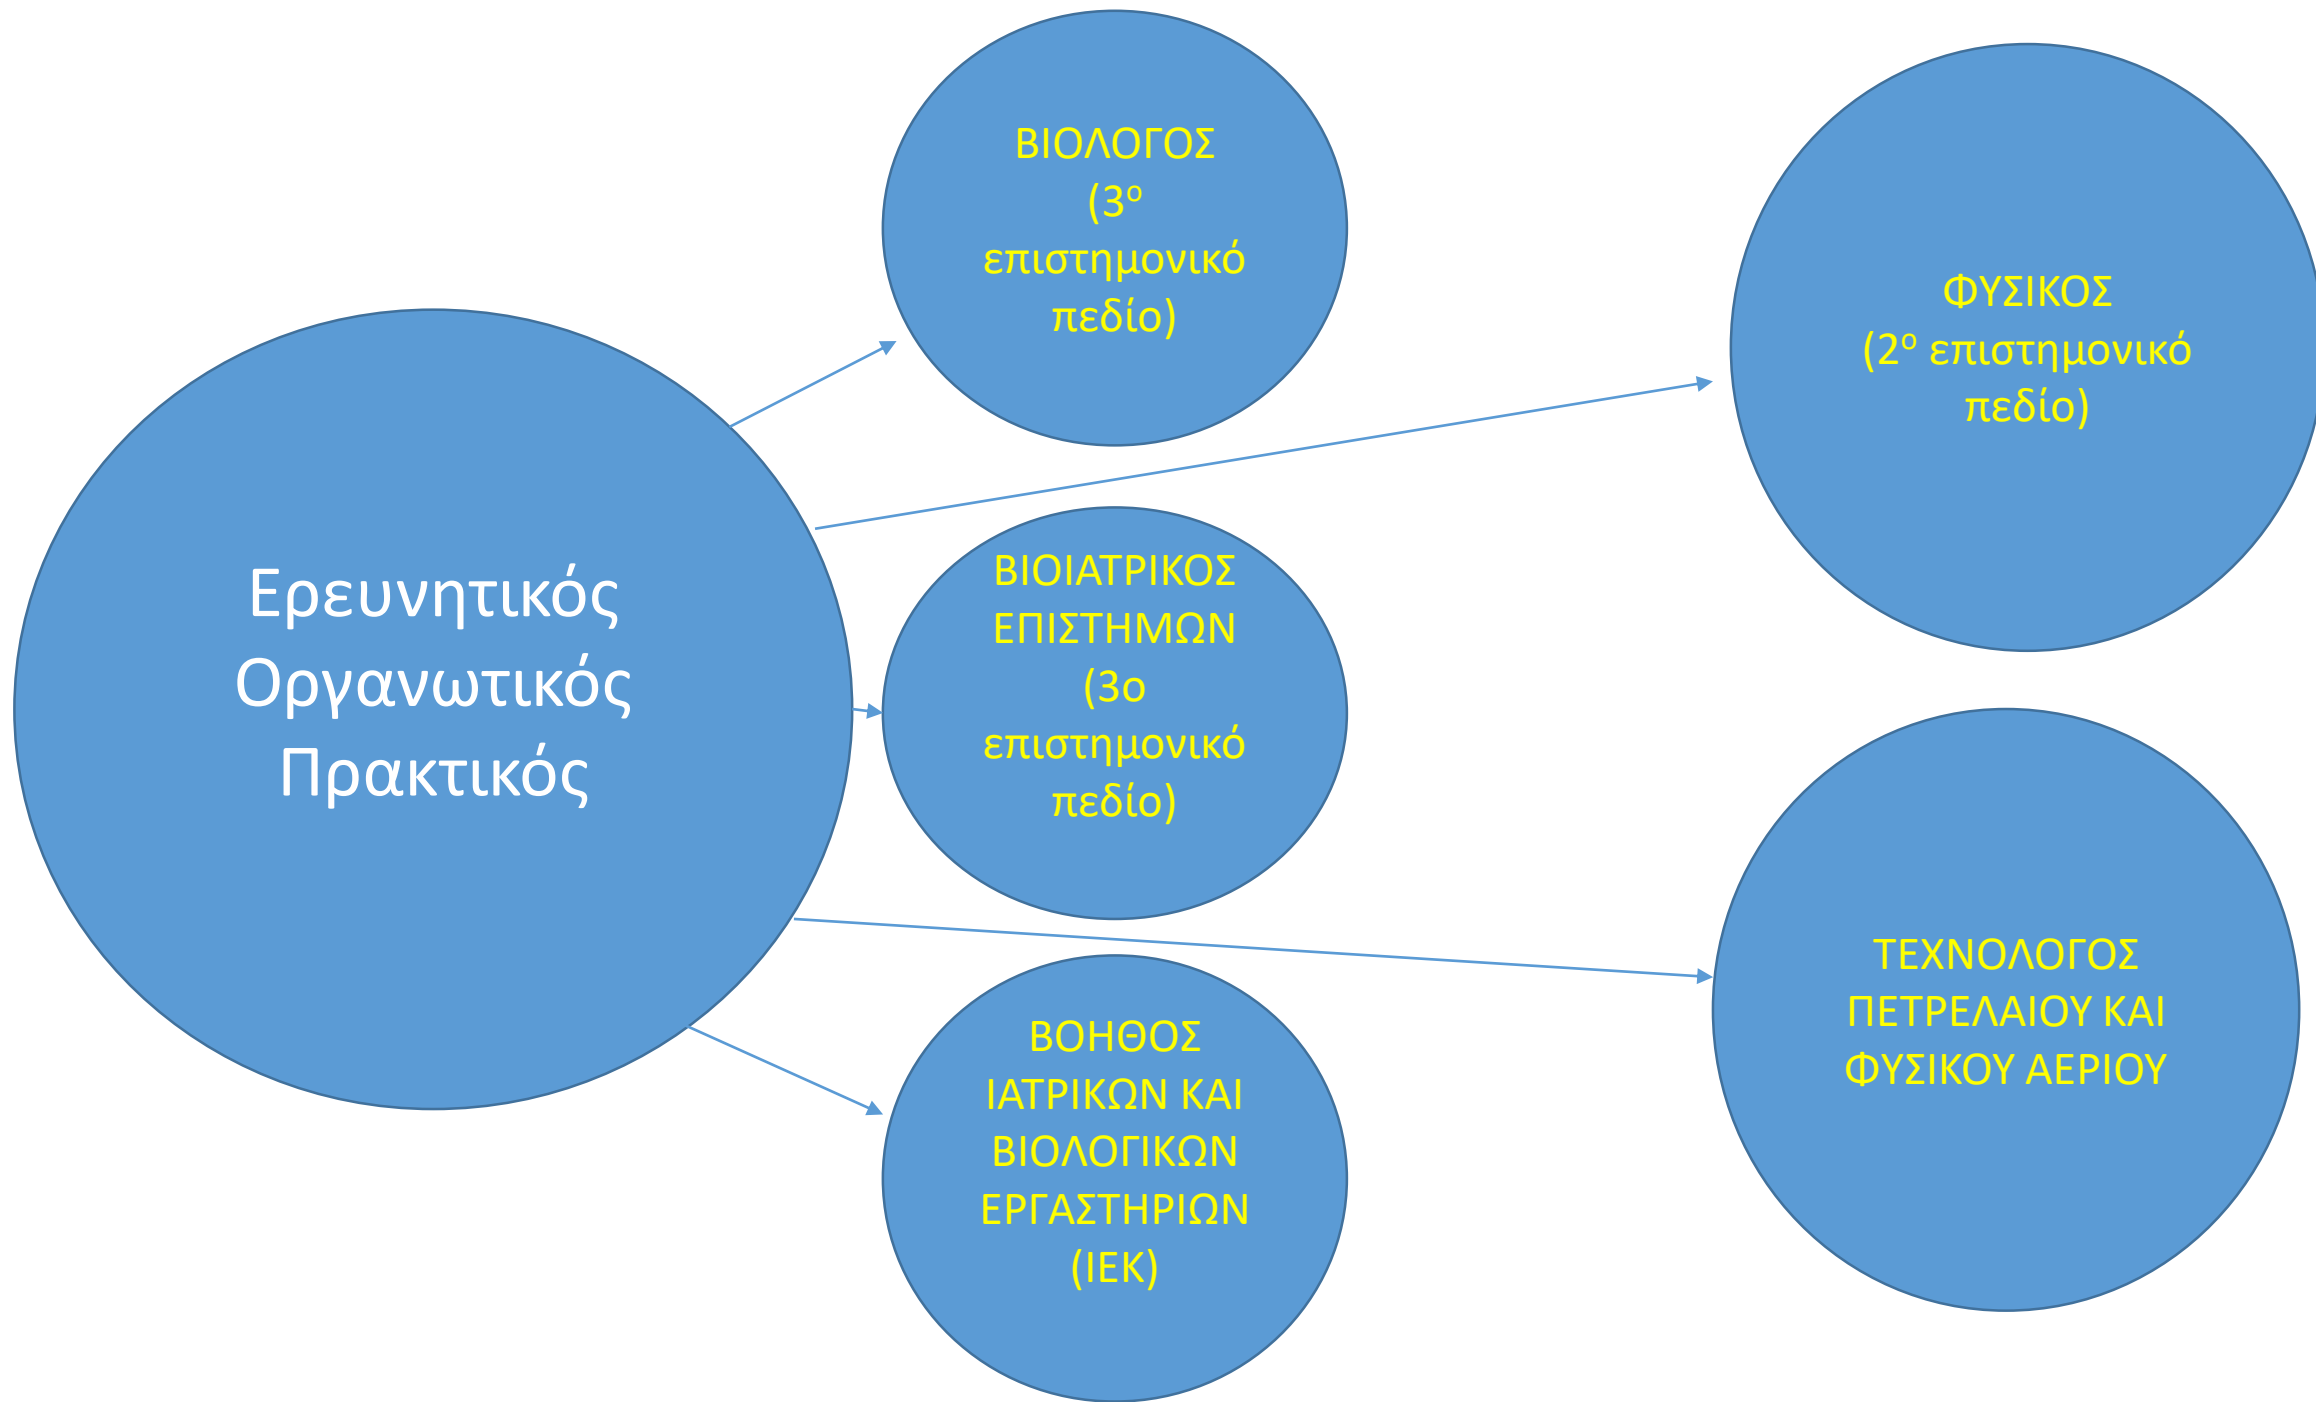 Ερευνητικός
Οργανωτικός
Πρακτικός
ΒΙΟΛΟΓΟΣ
(3ο
επιστημονικό
πεδίο)
ΦΥΣΙΚΟΣ
(2ο επιστημονικό
πεδίο)
ΒΙΟΙΑΤΡΙΚΟΣ
ΕΠΙΣΤΗΜΩΝ
(3ο
επιστημονικό
πεδίο)
ΤΕΧΝΟΛΟΓΟΣ
ΠΕΤΡΕΛΑΙΟΥ ΚΑΙ
ΦΥΣΙΚΟΥ ΑΕΡΙΟΥ
ΒΟΗΘΟΣ
ΙΑΤΡΙΚΩΝ ΚΑΙ
ΒΙΟΛΟΓΙΚΩΝ
ΕΡΓΑΣΤΗΡΙΩΝ
(ΙΕΚ)